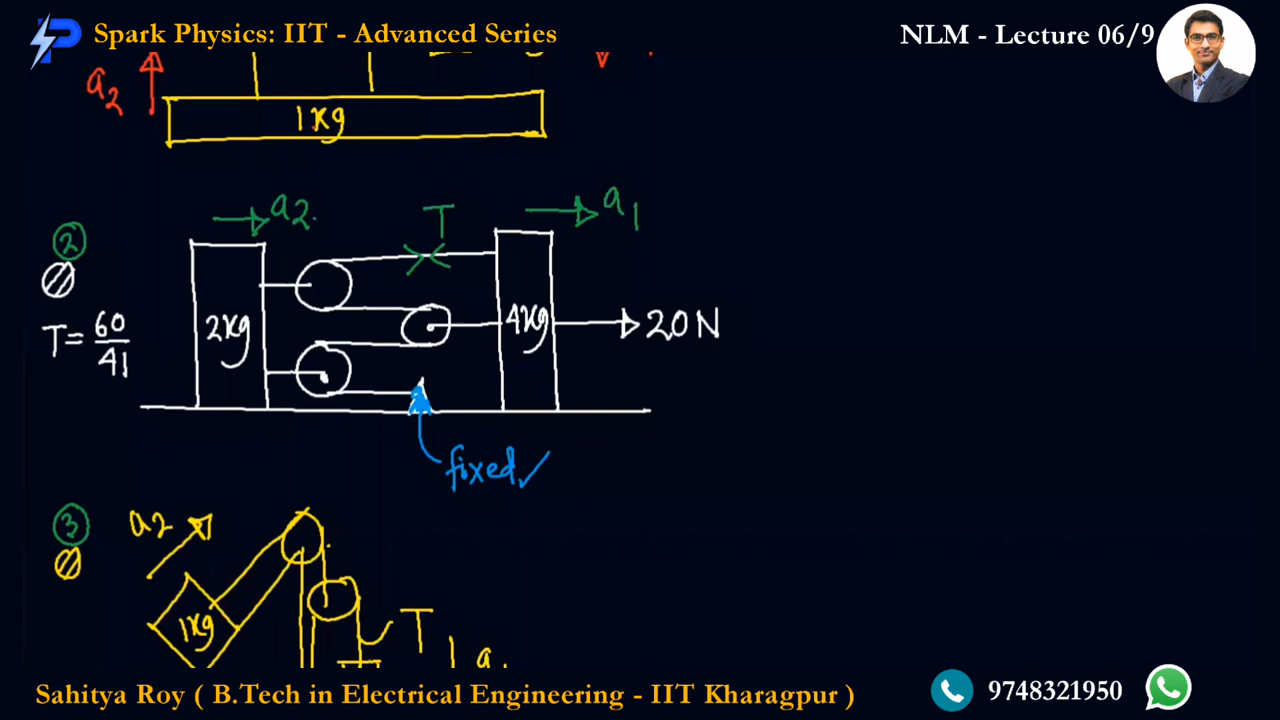 Spark Physics: IIT - Advanced Series
NLM - Lecture 06/9
a2
1kg
a2
T
a1
2
T = 60/41
2kg
4kg
20N
fixed ✓
3
a2
1kg
T
a
Sahitya Roy ( B.Tech in Electrical Engineering - IIT Kharagpur )
9748321950